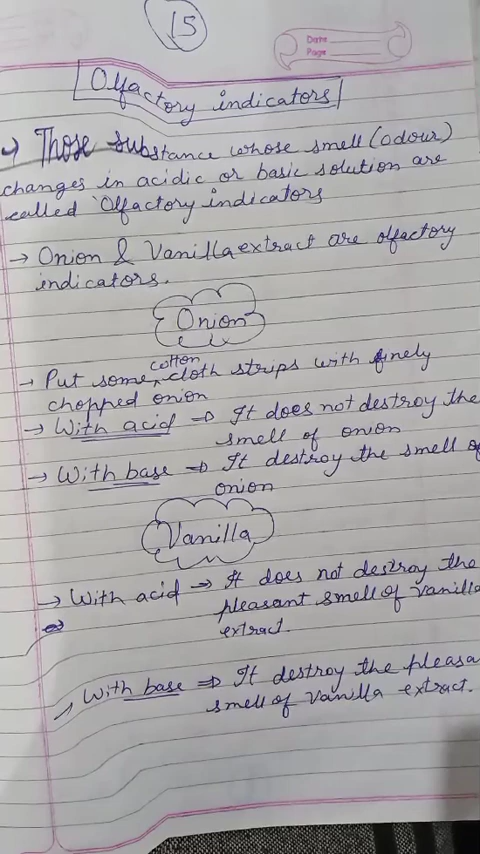 15
Date
Page
Olfactory indicators
→ Those substance whose smell (odour)
changes in acidic or basic solution are
called Olfactory indicators
→ Onion & Vanilla extract are olfactory
indicators.
Onion
cotton
→ Put some cloth strips with finely
chopped onion
→ With acid ⇒ It does not destroy the
smell of onion
→ With base ⇒ It destroy the smell of
onion
Vanilla
→ With acid → It does not destroy the
pleasant smell of vanilla
extract.
→ With base ⇒ It destroy the pleasa
smell of vanilla extract.